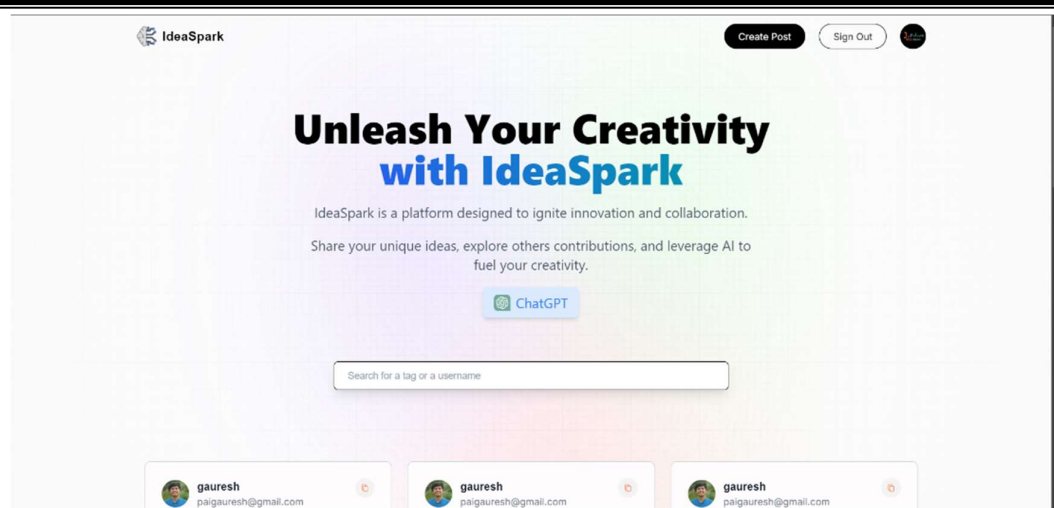 IdeaSpark
Create Post
Sign Out
Unleash Your Creativity
with IdeaSpark
IdeaSpark is a platform designed to ignite innovation and collaboration.
Share your unique ideas, explore others contributions, and leverage AI to
fuel your creativity.
ChatGPT
Search for a tag or a username
gauresh
paigauresh@gmail.com
gauresh
paigauresh@gmail.com
gauresh
paigauresh@gmail.com